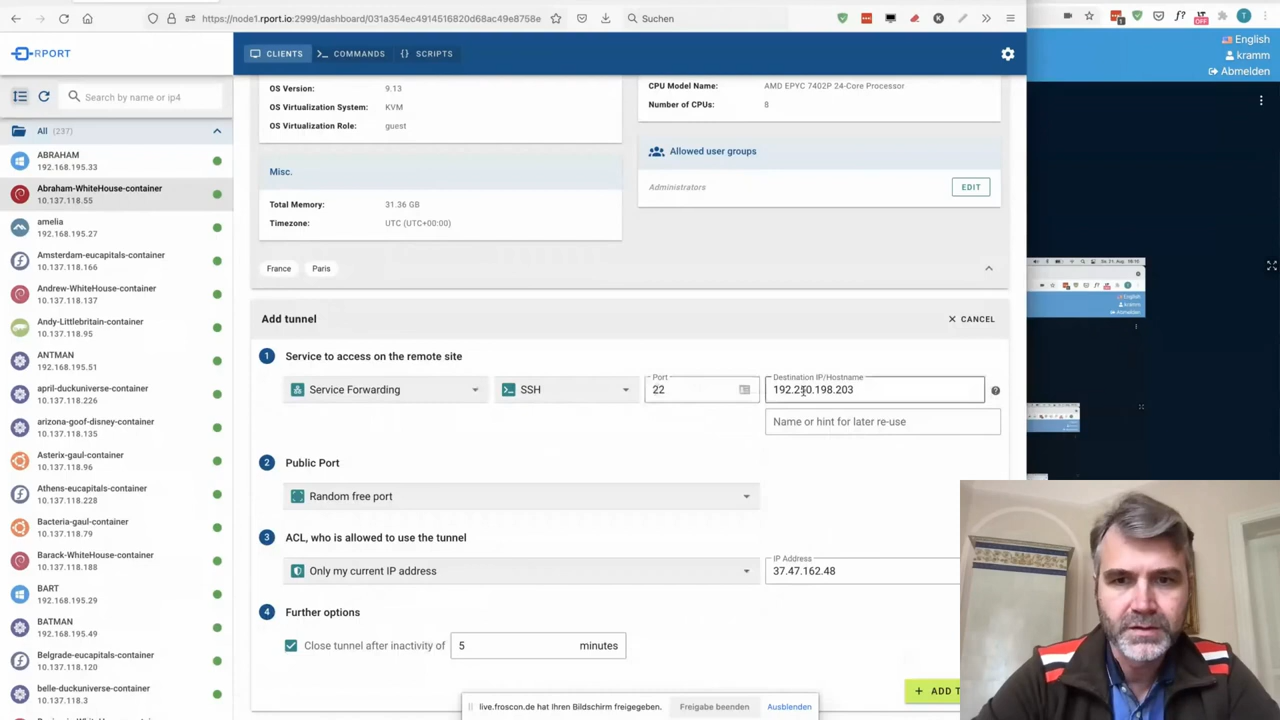 https://node1.rport.io:2999/dashboard/031a354ec4914516820d68ac49e8758e
Suchen
English
kramm
Abmelden
RPORT
CLIENTS
COMMANDS
SCRIPTS
Search by name or ip4
All (237)
ABRAHAM
192.168.195.33
Abraham-WhiteHouse-container
10.137.118.55
amelia
192.168.195.27
Amsterdam-eucapitals-container
10.137.118.166
Andrew-WhiteHouse-container
10.137.118.137
Andy-Littlebritain-container
10.137.118.95
ANTMAN
192.168.195.51
april-duckuniverse-container
10.137.118.238
arizona-goof-disney-container
10.137.118.135
Asterix-gaul-container
10.137.118.96
Athens-eucapitals-container
10.137.118.228
Bacteria-gaul-container
10.137.118.79
Barack-WhiteHouse-container
10.137.118.188
BART
192.168.195.29
BATMAN
192.168.195.49
Belgrade-eucapitals-container
10.137.118.120
belle-duckuniverse-container
10.137.118.3
OS Version: 9.13
OS Virtualization System: KVM
OS Virtualization Role: guest
CPU Model Name: AMD EPYC 7402P 24-Core Processor
Number of CPUs: 8
Misc.
Total Memory: 31.36 GB
Timezone: UTC (UTC+00:00)
Allowed user groups
Administrators
EDIT
France
Paris
Add tunnel
CANCEL
1 Service to access on the remote site
Service Forwarding
SSH
Port
22
Destination IP/Hostname
192.210.198.203
Name or hint for later re-use
2 Public Port
Random free port
3 ACL, who is allowed to use the tunnel
Only my current IP address
IP Address
37.47.162.48
4 Further options
Close tunnel after inactivity of 5 minutes
+ ADD T
live.froscon.de hat Ihren Bildschirm freigegeben.
Freigabe beenden
Ausblenden